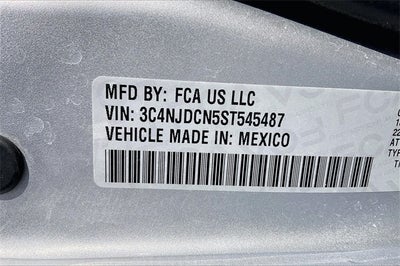 MFD BY: FCA US LLC
VIN: 3C4NJDCN5ST545487
VEHICLE MADE IN: MEXICO